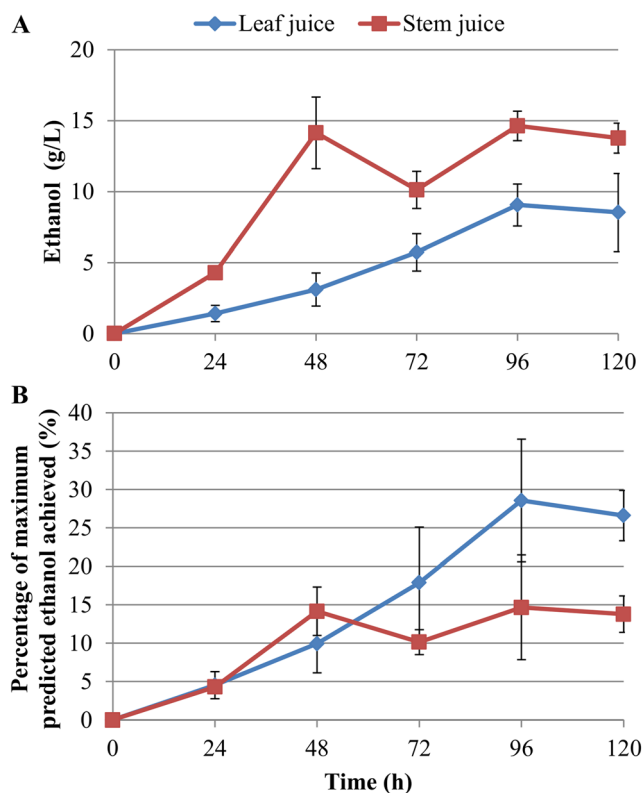 A
Leaf juice
Stem juice
20
15
10
5
0
Ethanol (g/L)
0 24 48 72 96 120
B
40
35
30
25
20
15
10
5
0
Percentage of maximum
predicted ethanol achieved (%)
0 24 48 72 96 120
Time (h)